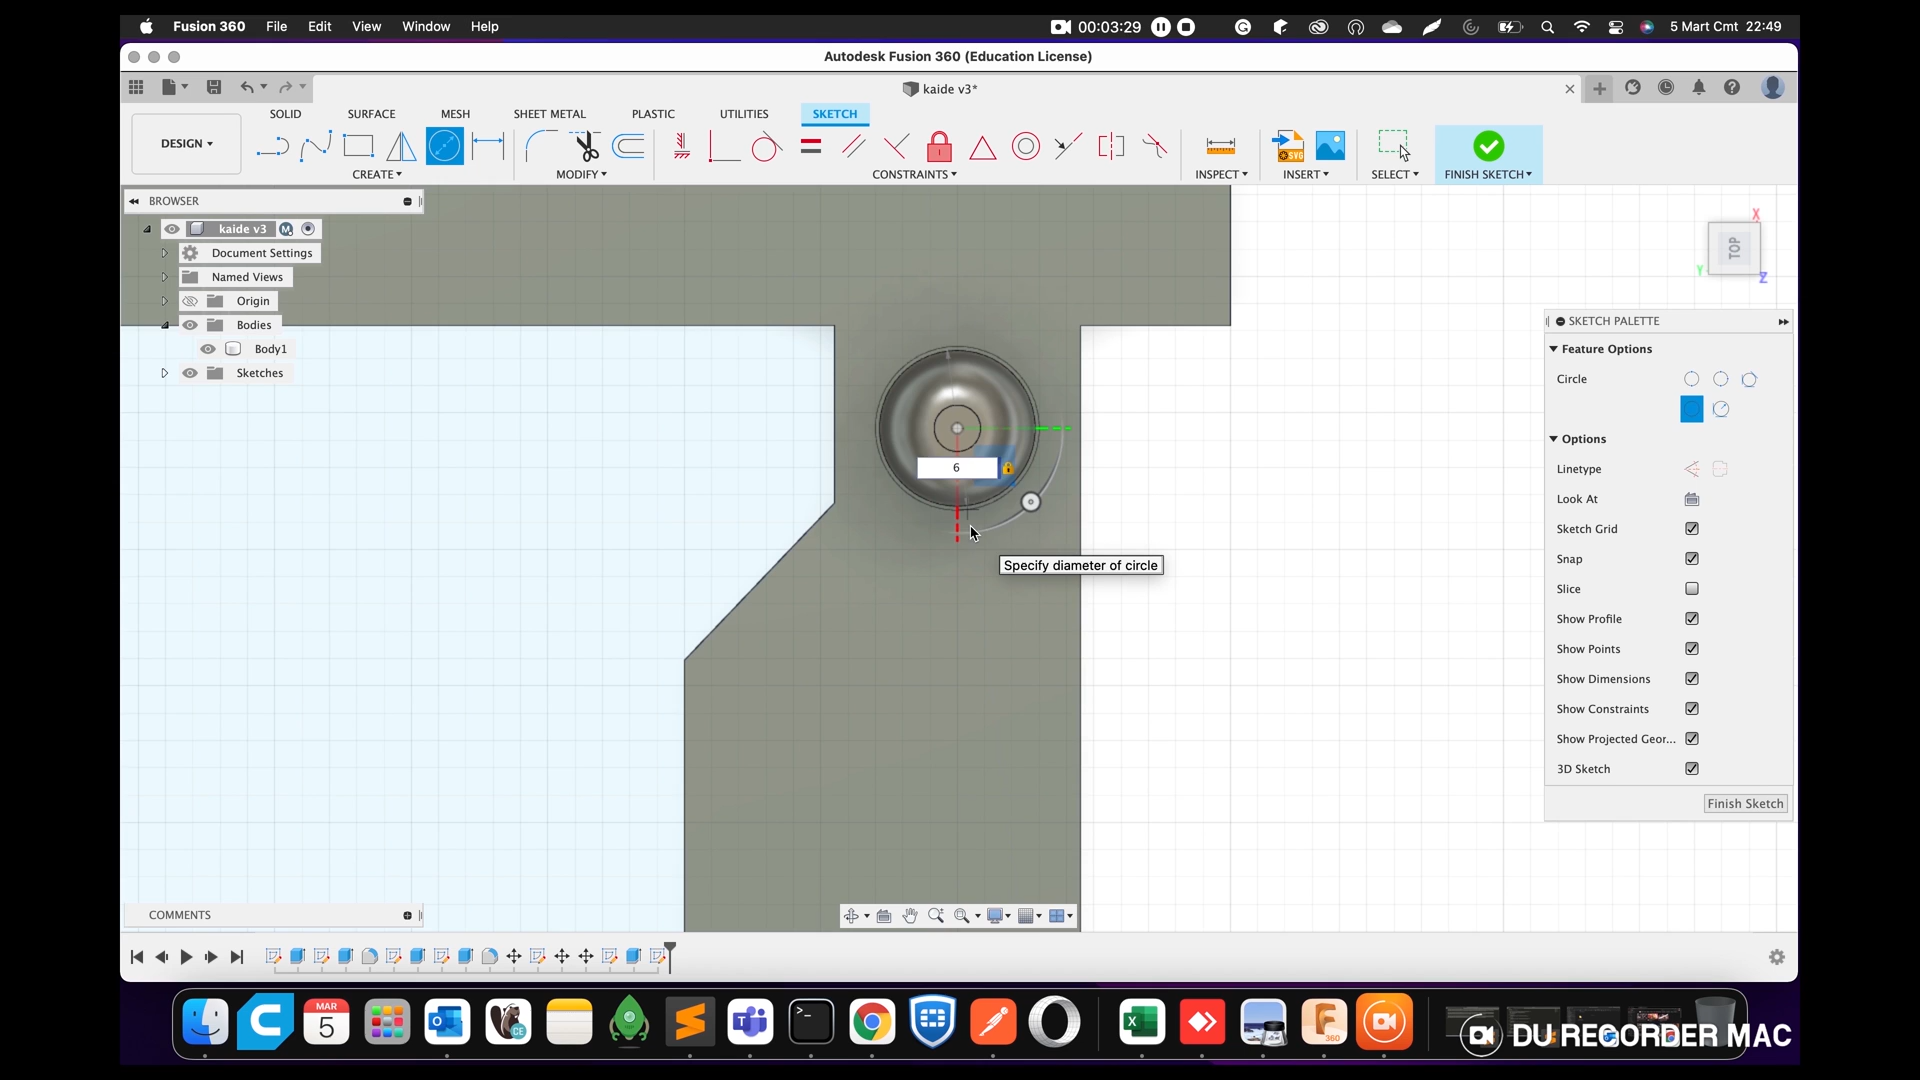 Fusion 360 File Edit View Window Help 00:03:29 5 Mart Cmt 22:49
Autodesk Fusion 360 (Education License)
kaide v3*
SOLID SURFACE MESH SHEET METAL PLASTIC UTILITIES SKETCH
DESIGN
CREATE MODIFY CONSTRAINTS INSPECT INSERT SELECT FINISH SKETCH
SVG
BROWSER
kaide v3
Document Settings
Named Views
Origin
Bodies
Body1
Sketches
X
TOP
Y
Z
6
Specify diameter of circle
SKETCH PALETTE
Feature Options
Circle
Options
Linetype
Look At
Sketch Grid
Snap
Slice
Show Profile
Show Points
Show Dimensions
Show Constraints
Show Projected Geor...
3D Sketch
Finish Sketch
COMMENTS
MAR
5
CE
360
DU RECORDER MAC